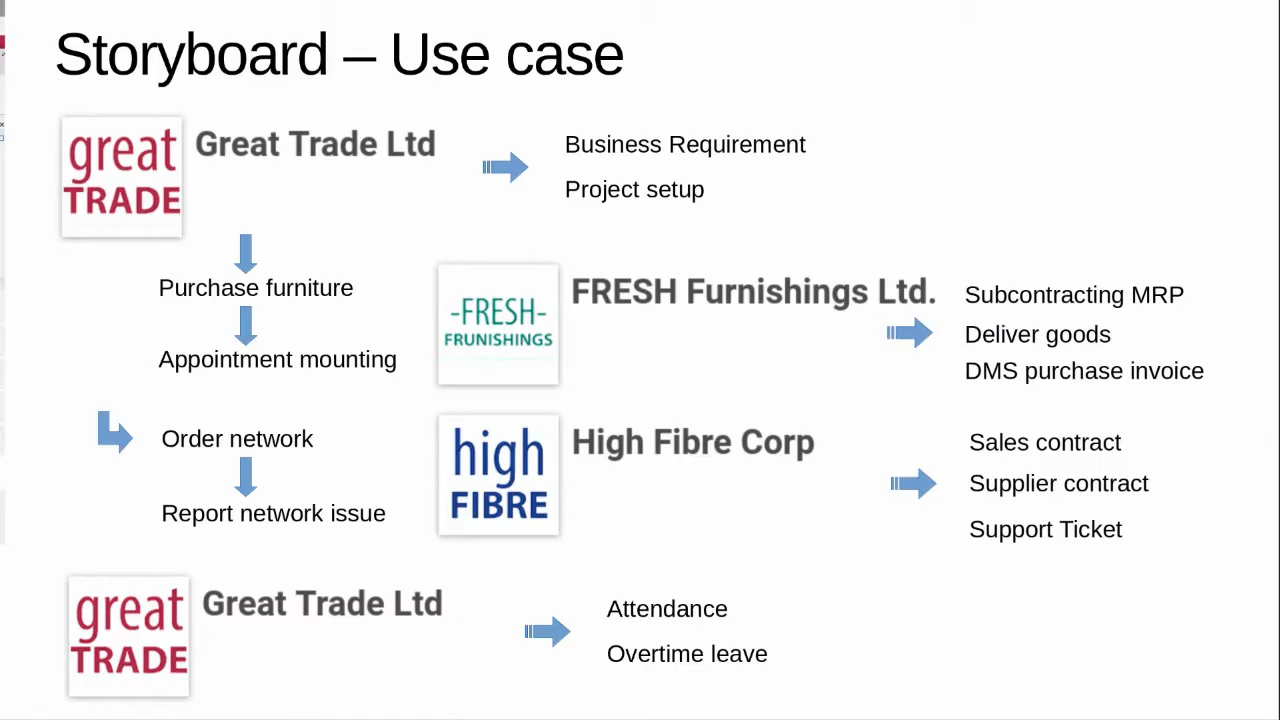 Storyboard – Use case
great
TRADE
Great Trade Ltd
Business Requirement
Project setup
Purchase furniture
Appointment mounting
-FRESH-
FRUNISHINGS
FRESH Furnishings Ltd.
Subcontracting MRP
Deliver goods
DMS purchase invoice
Order network
Report network issue
high
FIBRE
High Fibre Corp
Sales contract
Supplier contract
Support Ticket
great
TRADE
Great Trade Ltd
Attendance
Overtime leave